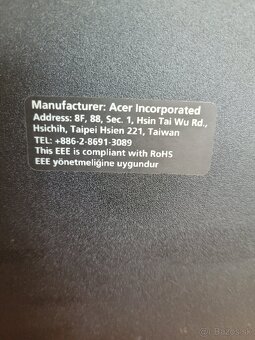 Manufacturer: Acer Incorporated
Address: 8F, 88, Sec. 1, Hsin Tai Wu Rd.,
Hsichih, Taipei Hsien 221, Taiwan
TEL: +886-2-8691-3089
This EEE is compliant with RoHS
EEE yönetmeliğine uygundur